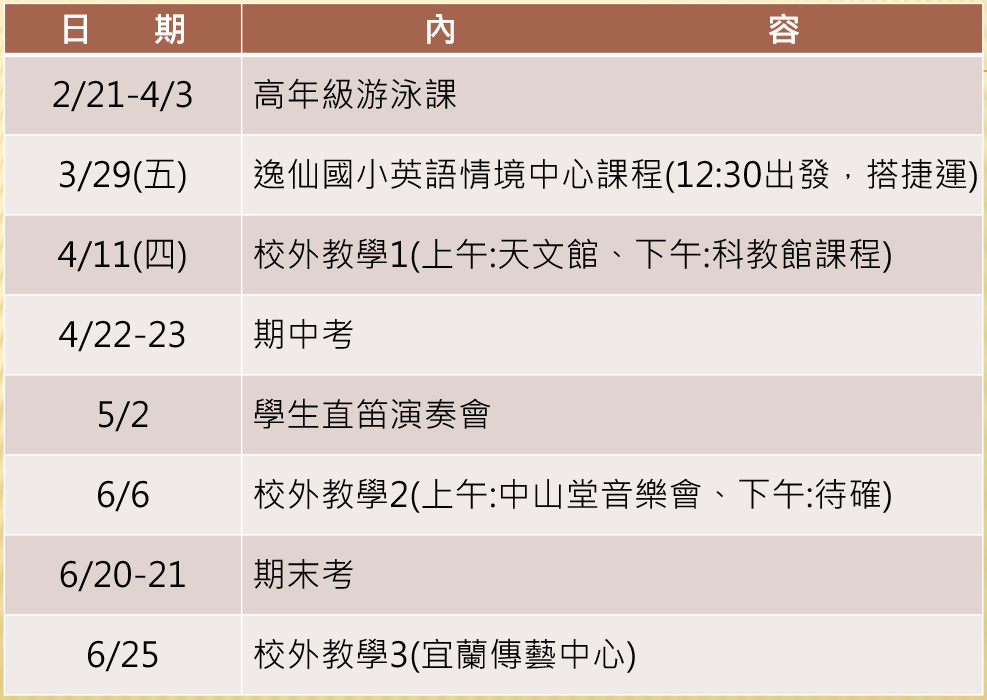 日期 內容
2/21-4/3 高年級游泳課
3/29(五) 逸仙國小英語情境中心課程(12:30出發，搭捷運)
4/11(四) 校外教學1(上午:天文館、下午:科教館課程)
4/22-23 期中考
5/2 學生直笛演奏會
6/6 校外教學2(上午:中山堂音樂會、下午:待確)
6/20-21 期末考
6/25 校外教學3(宜蘭傳藝中心)